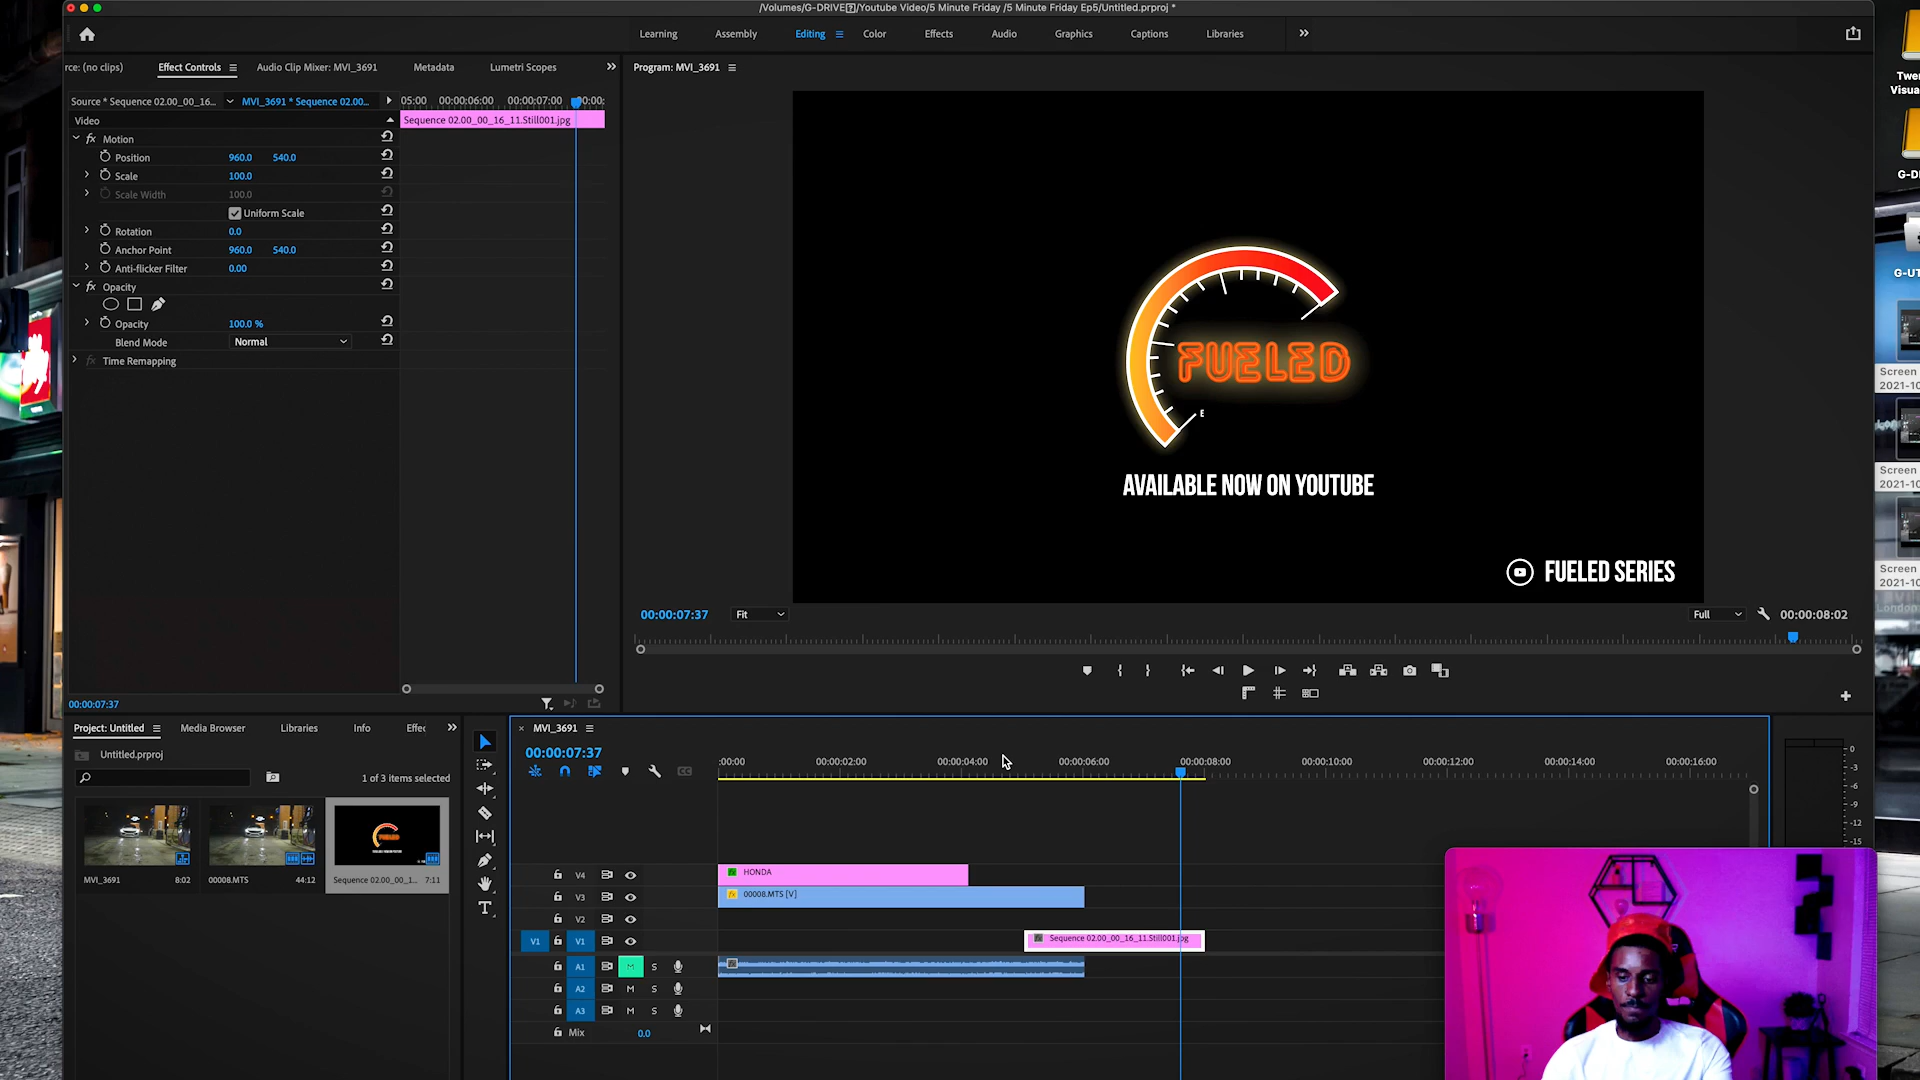 /Volumes/G-DRIVE?/Youtube Video/5 Minute Friday /5 Minute Friday Ep5/Untitled.prproj *
Learning
Assembly
Editing
Color
Effects
Audio
Graphics
Captions
Libraries
rce: (no clips)
Effect Controls
Audio Clip Mixer: MVI_3691
Metadata
Lumetri Scopes
Program: MVI_3691
Source * Sequence 02.00_00_16...
MVI_3691 * Sequence 02.00...
05:00
00:00:06:00
00:00:07:00
00:00:
Video
Sequence 02.00_00_16_11.Still001.jpg
fx Motion
Position 960.0 540.0
Scale 100.0
Scale Width 100.0
Uniform Scale
Rotation 0.0
Anchor Point 960.0 540.0
Anti-flicker Filter 0.00
fx Opacity
Opacity 100.0 %
Blend Mode Normal
fx Time Remapping
FUELED
E
AVAILABLE NOW ON YOUTUBE
FUELED SERIES
00:00:07:37
Fit
Full
00:00:08:02
00:00:07:37
Project: Untitled
Media Browser
Libraries
Info
Effec
Untitled.prproj
1 of 3 items selected
MVI_3691 8:02
00008.MTS 44:12
Sequence 02.00_00_1... 7:11
MVI_3691
00:00:07:37
:00:00
00:00:02:00
00:00:04:00
00:00:06:00
00:00:08:00
00:00:10:00
00:00:12:00
00:00:14:00
00:00:16:00
V4
HONDA
V3
00008.MTS [V]
V2
V1 V1
Sequence 02.00_00_16_11.Still001.jpg
A1 M S
A2 M S
A3 M S
Mix 0.0
0
-3
-6
-9
-12
-15
Twer
Visua
G-DI
G-UT
Screen
2021-10
Screen
2021-10
Screen
2021-10